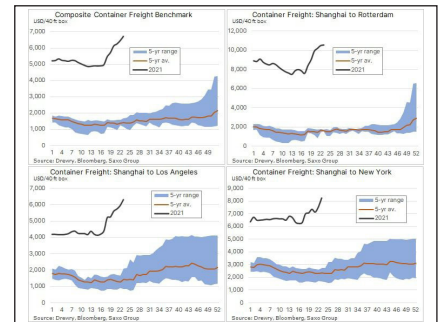 Composite Container Freight Benchmark
USD/40 ft box
7,000
6,000
5,000
4,000
3,000
2,000
1,000
0
5-yr range
5-yr av.
2021
1 4 7 10 13 16 19 22 25 28 31 34 37 40 43 46 49
Source: Drewry, Bloomberg, Saxo Group
Container Freight: Shanghai to Rotterdam
USD/40 ft box
12,000
10,000
8,000
6,000
4,000
2,000
0
5-yr range
5-yr av.
2021
1 4 7 10 13 16 19 22 25 28 31 34 37 40 43 46 49 52
Source: Drewry, Bloomberg, Saxo Group
Container Freight: Shanghai to Los Angeles
USD/40 ft box
7,000
6,000
5,000
4,000
3,000
2,000
1,000
0
5-yr range
5-yr av.
2021
1 4 7 10 13 16 19 22 25 28 31 34 37 40 43 46 49 52
Source: Drewry, Bloomberg, Saxo Group
Container Freight: Shanghai to New York
USD/40 ft box
9,000
8,000
7,000
6,000
5,000
4,000
3,000
2,000
1,000
0
5-yr range
5-yr av.
2021
1 4 7 10 13 16 19 22 25 28 31 34 37 40 43 46 49 52
Source: Drewry, Bloomberg, Saxo Group